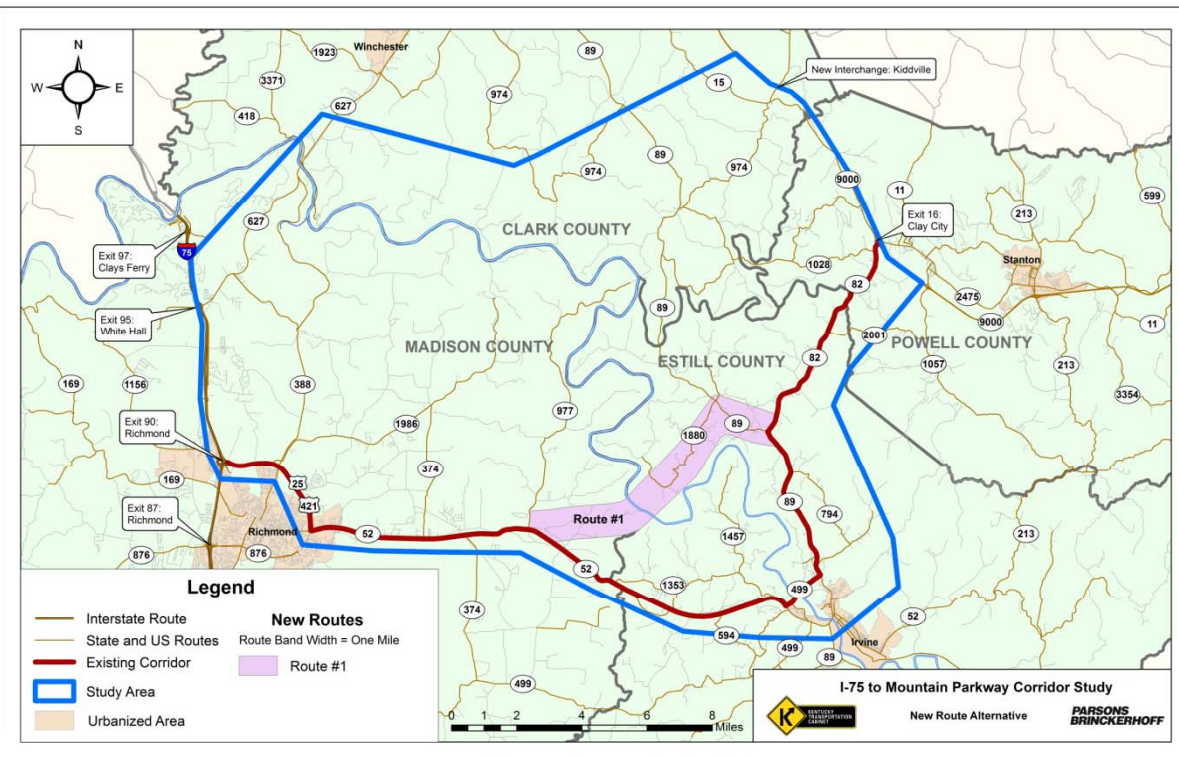 N
W
E
S
1923
Winchester
89
3371
627
974
15
New Interchange: Kiddville
418
89
974
974
627
CLARK COUNTY
9000
11
599
213
Exit 16:
Clay City
Exit 97:
Clays Ferry
75
Stanton
1028
82
2475
Exit 95:
White Hall
89
9000
11
2001
POWELL COUNTY
MADISON COUNTY
ESTILL COUNTY
82
169
1156
388
1057
213
977
3354
Exit 90:
Richmond
1986
1880
89
374
169
25
89
421
Exit 87:
Richmond
Route #1
794
Richmond
52
1457
213
876
876
52
1353
499
374
594
52
Irvine
499
89
499
Legend
Interstate Route
State and US Routes
Existing Corridor
Study Area
Urbanized Area
New Routes
Route Band Width = One Mile
Route #1
0 1 2 4 6 8
Miles
I-75 to Mountain Parkway Corridor Study
K
KENTUCKY
TRANSPORTATION
CABINET
New Route Alternative
PARSONS
BRINCKERHOFF